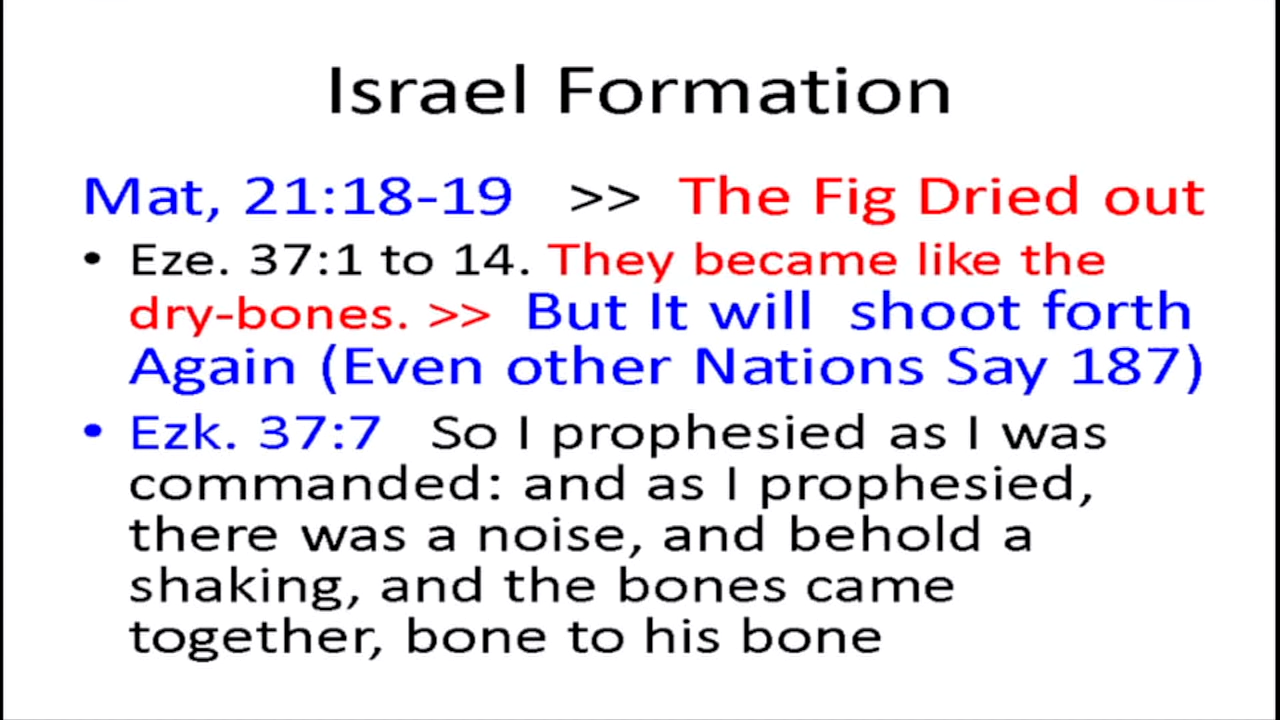 Israel Formation
Mat, 21:18-19 >> The Fig Dried out
• Eze. 37:1 to 14. They became like the
dry-bones. >> But It will shoot forth
Again (Even other Nations Say 187)
• Ezk. 37:7 So I prophesied as I was
commanded: and as I prophesied,
there was a noise, and behold a
shaking, and the bones came
together, bone to his bone